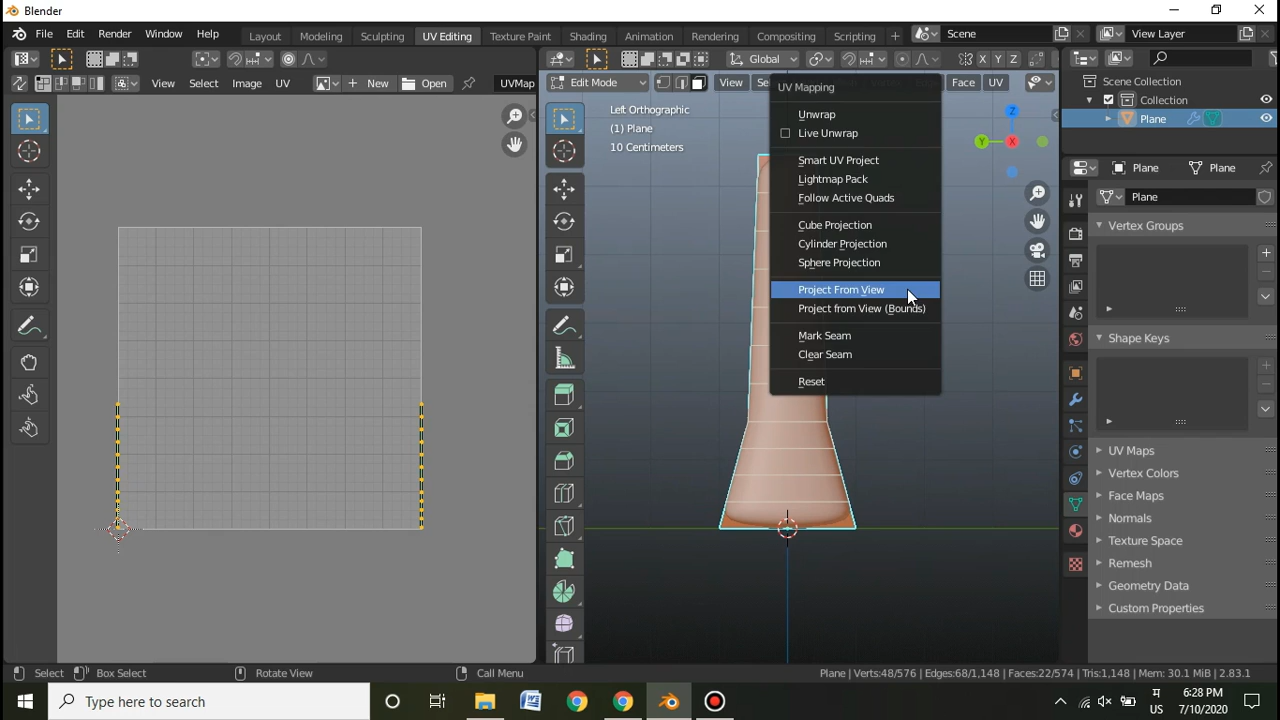 Blender
File Edit Render Window Help Layout Modeling Sculpting UV Editing Texture Paint Shading Animation Rendering Compositing Scripting + Scene View Layer
Global X Y Z
View Select Image UV + New Open UVMap
Edit Mode View Face UV
Scene Collection
Collection
Plane
Left Orthographic
(1) Plane
10 Centimeters
Z
Y X
UV Mapping
Unwrap
Live Unwrap
Smart UV Project
Lightmap Pack
Follow Active Quads
Cube Projection
Cylinder Projection
Sphere Projection
Project From View
Project from View (Bounds)
Mark Seam
Clear Seam
Reset
Plane Plane
Plane
Vertex Groups
Shape Keys
UV Maps
Vertex Colors
Face Maps
Normals
Texture Space
Remesh
Geometry Data
Custom Properties
Select Box Select Rotate View Call Menu Plane | Verts:48/576 | Edges:68/1,148 | Faces:22/574 | Tris:1,148 | Mem: 30.1 MiB | 2.83.1
Type here to search
US
6:28 PM
7/10/2020